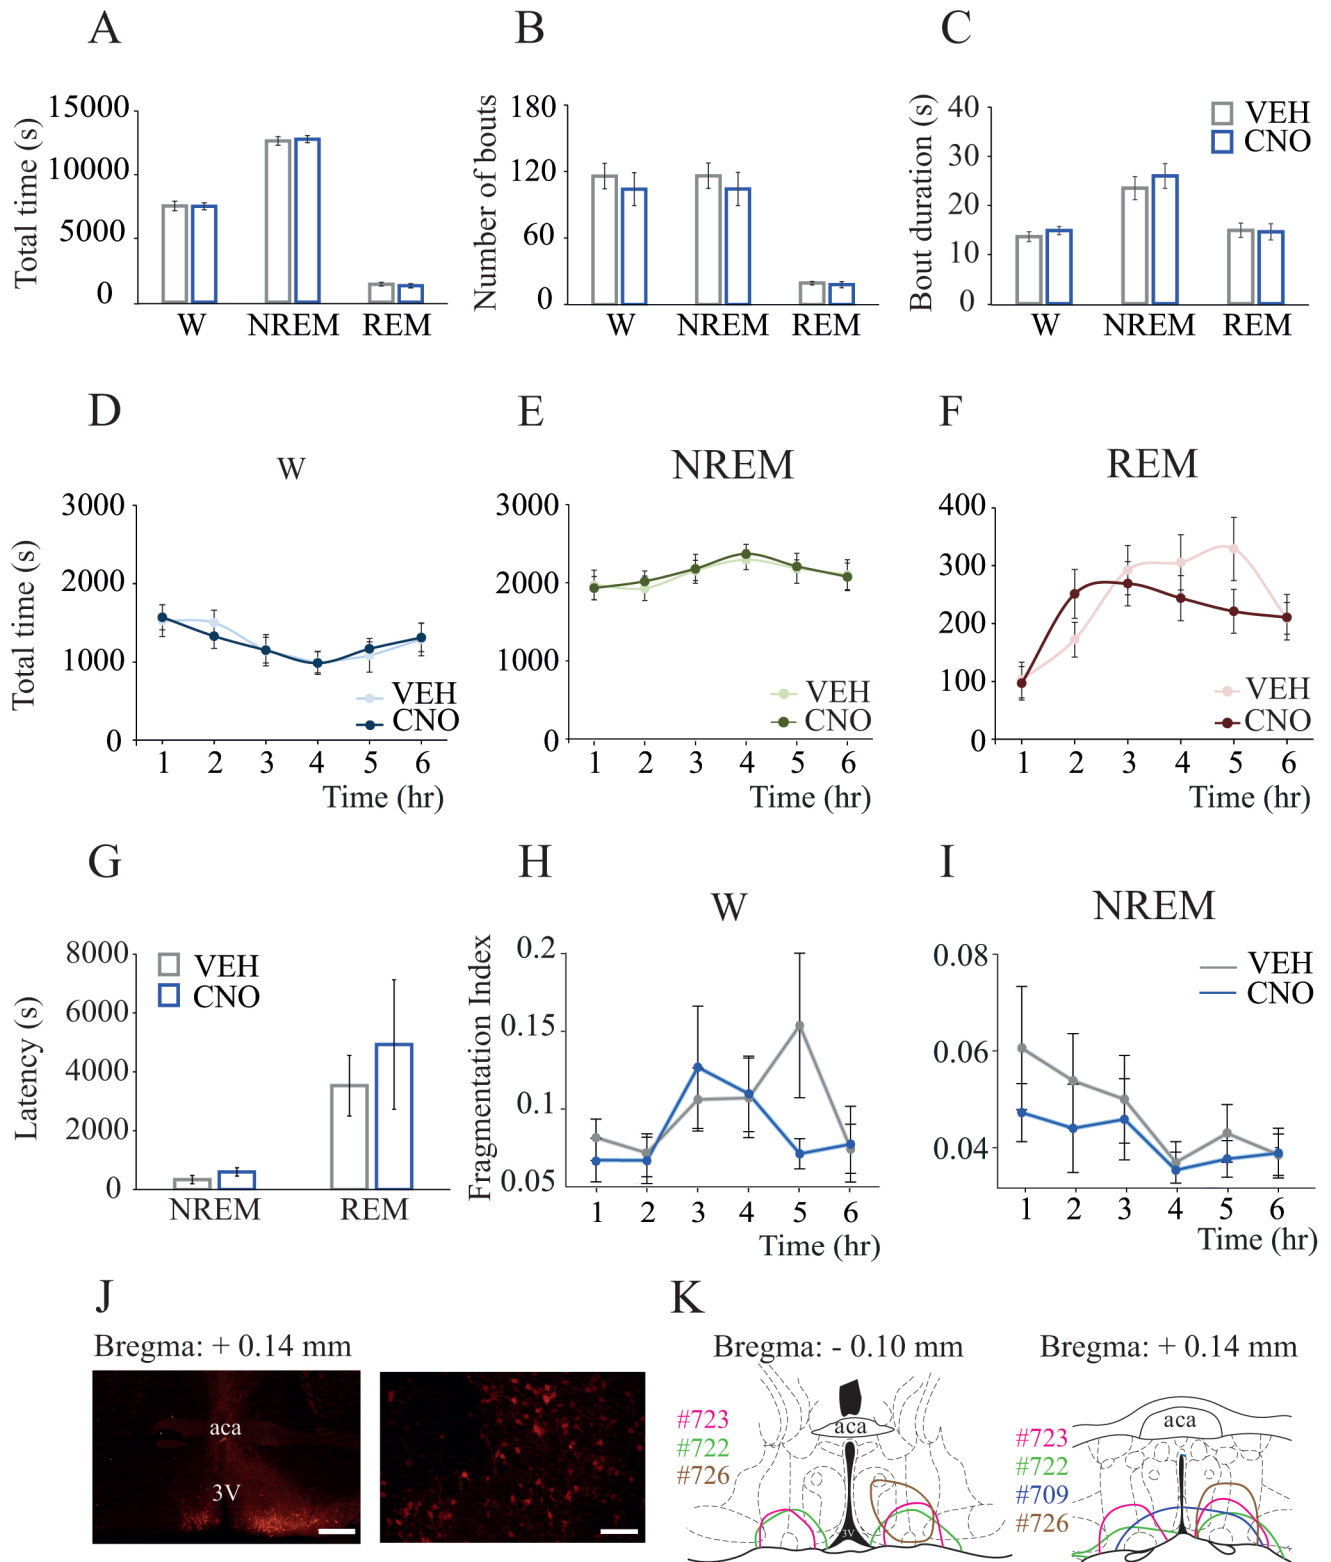 A
B
C
Total time (s)
15000
10000
5000
0
W NREM REM
Number of bouts
180
120
60
0
W NREM REM
Bout duration (s)
40
30
20
10
0
W NREM REM
VEH
CNO
D
E
F
W
NREM
REM
Total time (s)
3000
2000
1000
0
VEH
CNO
1 2 3 4 5 6
Time (hr)
3000
2000
1000
0
VEH
CNO
1 2 3 4 5 6
Time (hr)
400
300
200
100
0
VEH
CNO
1 2 3 4 5 6
Time (hr)
G
H
I
Latency (s)
8000
6000
4000
2000
0
VEH
CNO
NREM REM
W
Fragmentation Index
0.2
0.15
0.1
0.05
1 2 3 4 5 6
Time (hr)
NREM
0.08
0.06
0.04
VEH
CNO
1 2 3 4 5 6
Time (hr)
J
Bregma: + 0.14 mm
aca
3V
K
Bregma: - 0.10 mm
#723
#722
#726
aca
3V
Bregma: + 0.14 mm
#723
#722
#709
#726
aca